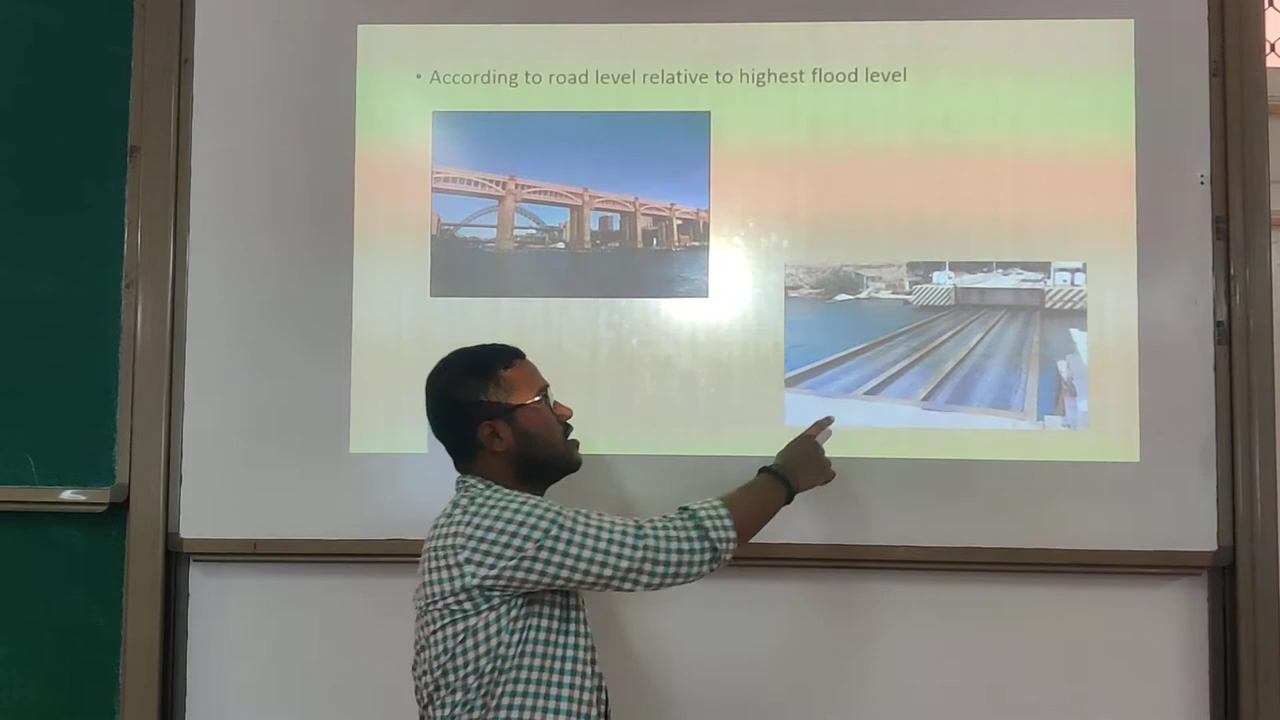 • According to road level relative to highest flood level